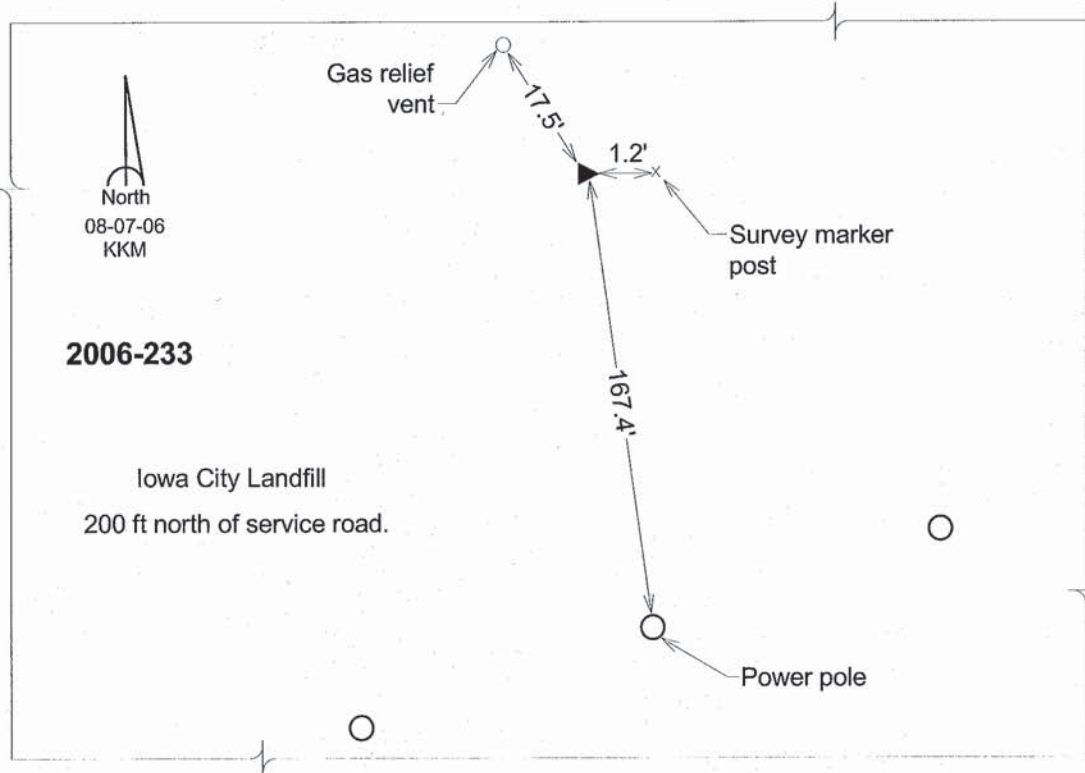 Gas relief
vent
17.5'
1.2'
North
08-07-06
KKM
Survey marker
post
2006-233
167.4'
Iowa City Landfill
200 ft north of service road.
Power pole